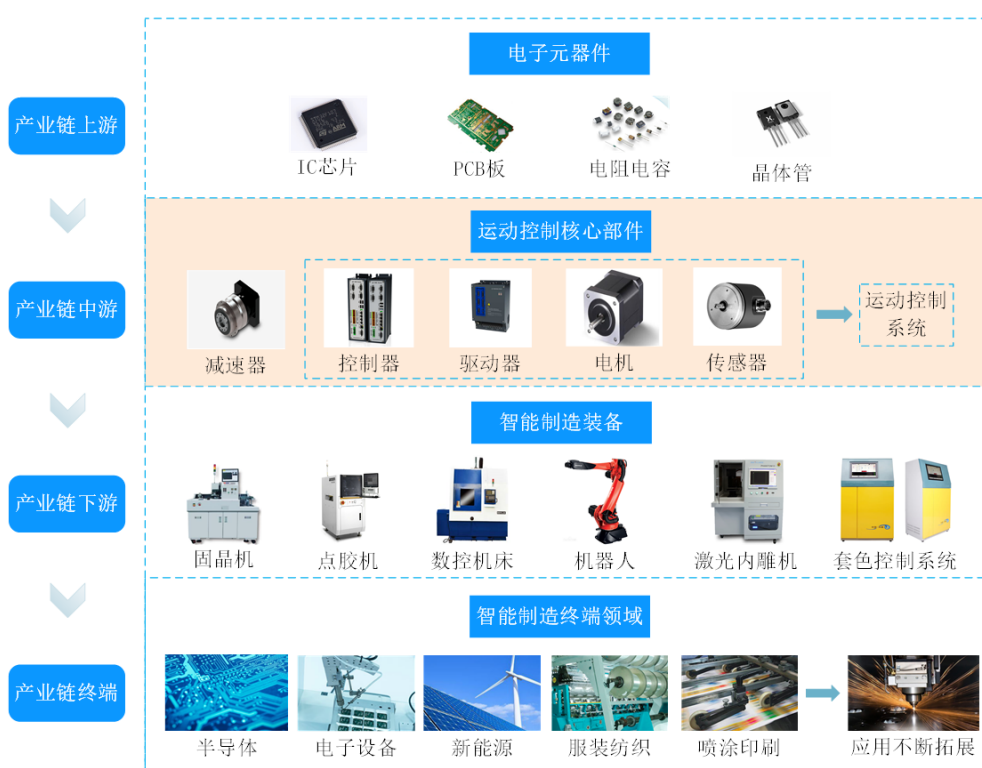 电子元器件
产业链上游
IC芯片
PCB板
电阻电容
晶体管
运动控制核心部件
产业链中游
减速器
控制器
驱动器
电机
传感器
运动控制
系统
智能制造装备
产业链下游
固晶机
点胶机
数控机床
机器人
激光内雕机
套色控制系统
智能制造终端领域
产业链终端
半导体
电子设备
新能源
服装纺织
喷涂印刷
应用不断拓展